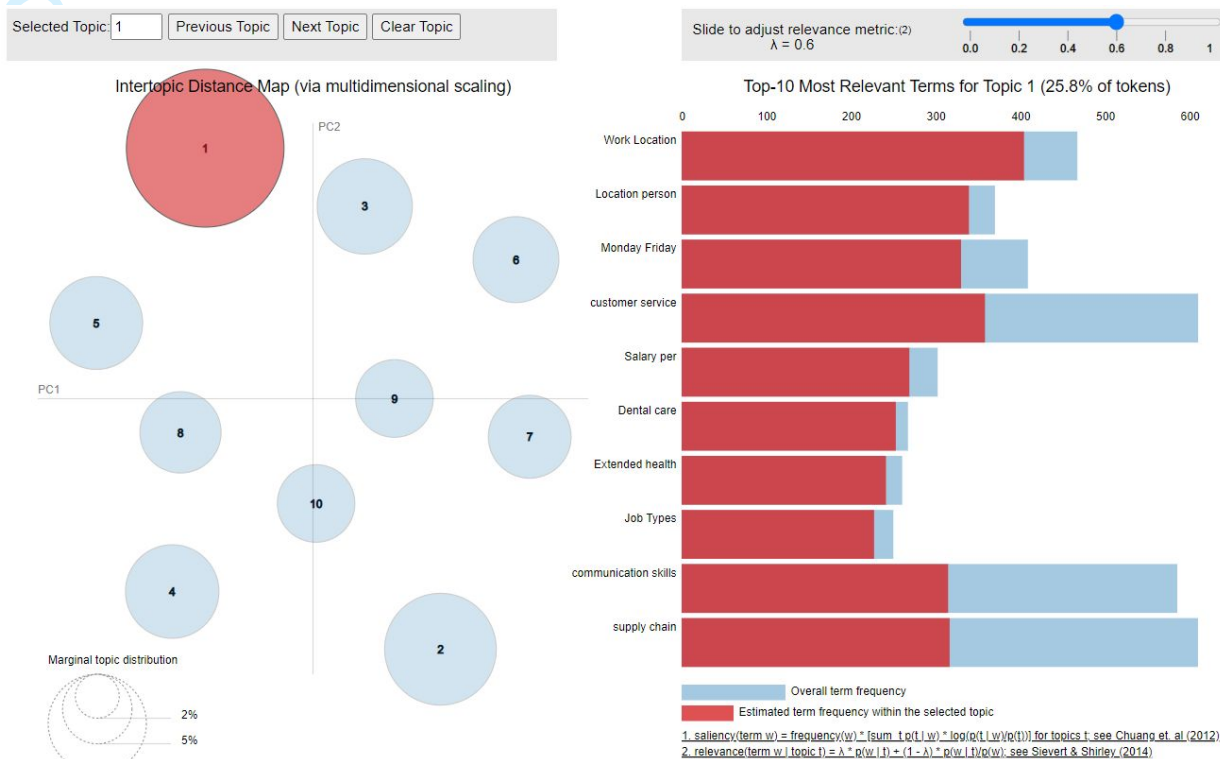 Selected Topic: 1 Previous Topic Next Topic Clear Topic
Slide to adjust relevance metric:(2)
λ = 0.6
0.0 0.2 0.4 0.6 0.8 1
Intertopic Distance Map (via multidimensional scaling)
PC2
PC1
1
3
6
5
9
8
7
10
4
2
Marginal topic distribution
2%
5%
Top-10 Most Relevant Terms for Topic 1 (25.8% of tokens)
0 100 200 300 400 500 600
Work Location
Location person
Monday Friday
customer service
Salary per
Dental care
Extended health
Job Types
communication skills
supply chain
Overall term frequency
Estimated term frequency within the selected topic
1. saliency(term w) = frequency(w) * [sum_t p(t | w) * log(p(t | w)/p(t))] for topics t; see Chuang et. al (2012)
2. relevance(term w | topic t) = λ * p(w | t) + (1 - λ) * p(w | t)/p(w); see Sievert & Shirley (2014)